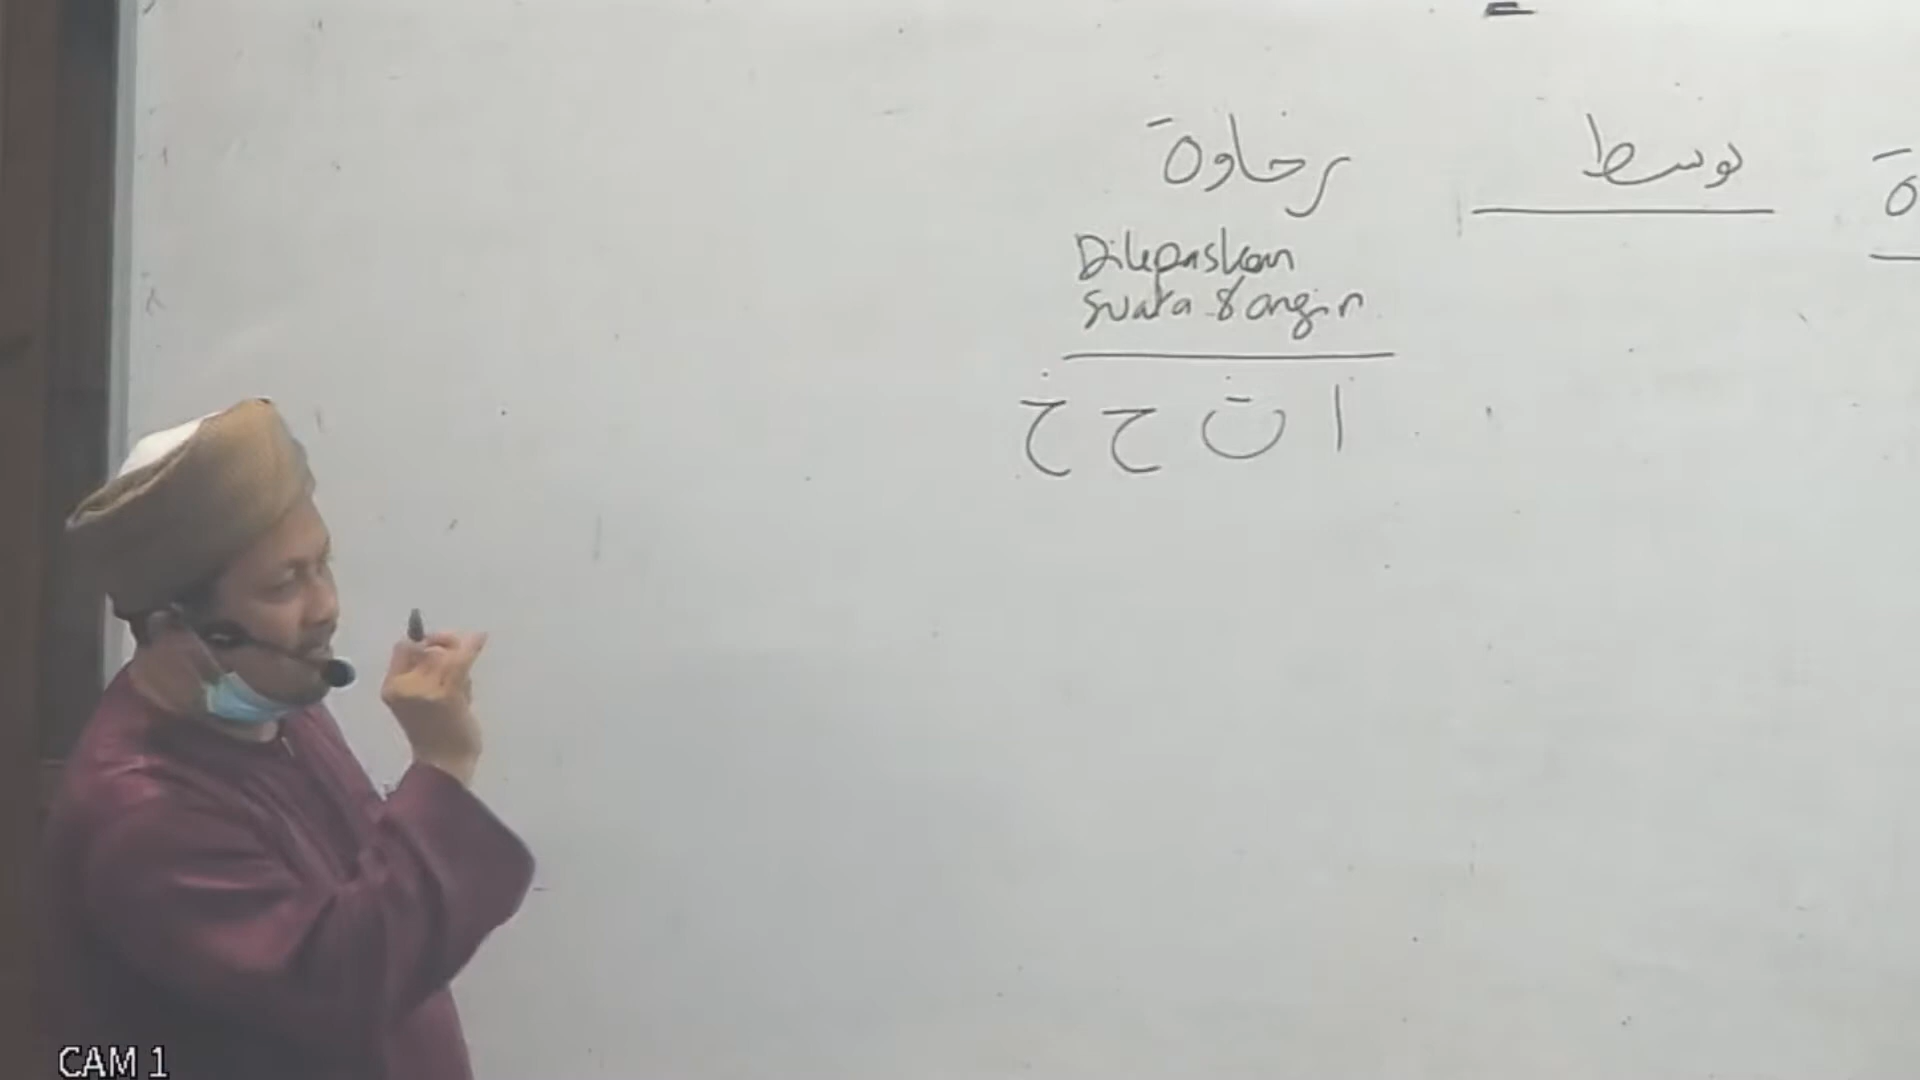 رخاوة
توسط
Dilepaskan
suara & angin
ا ث ح خ
CAM 1